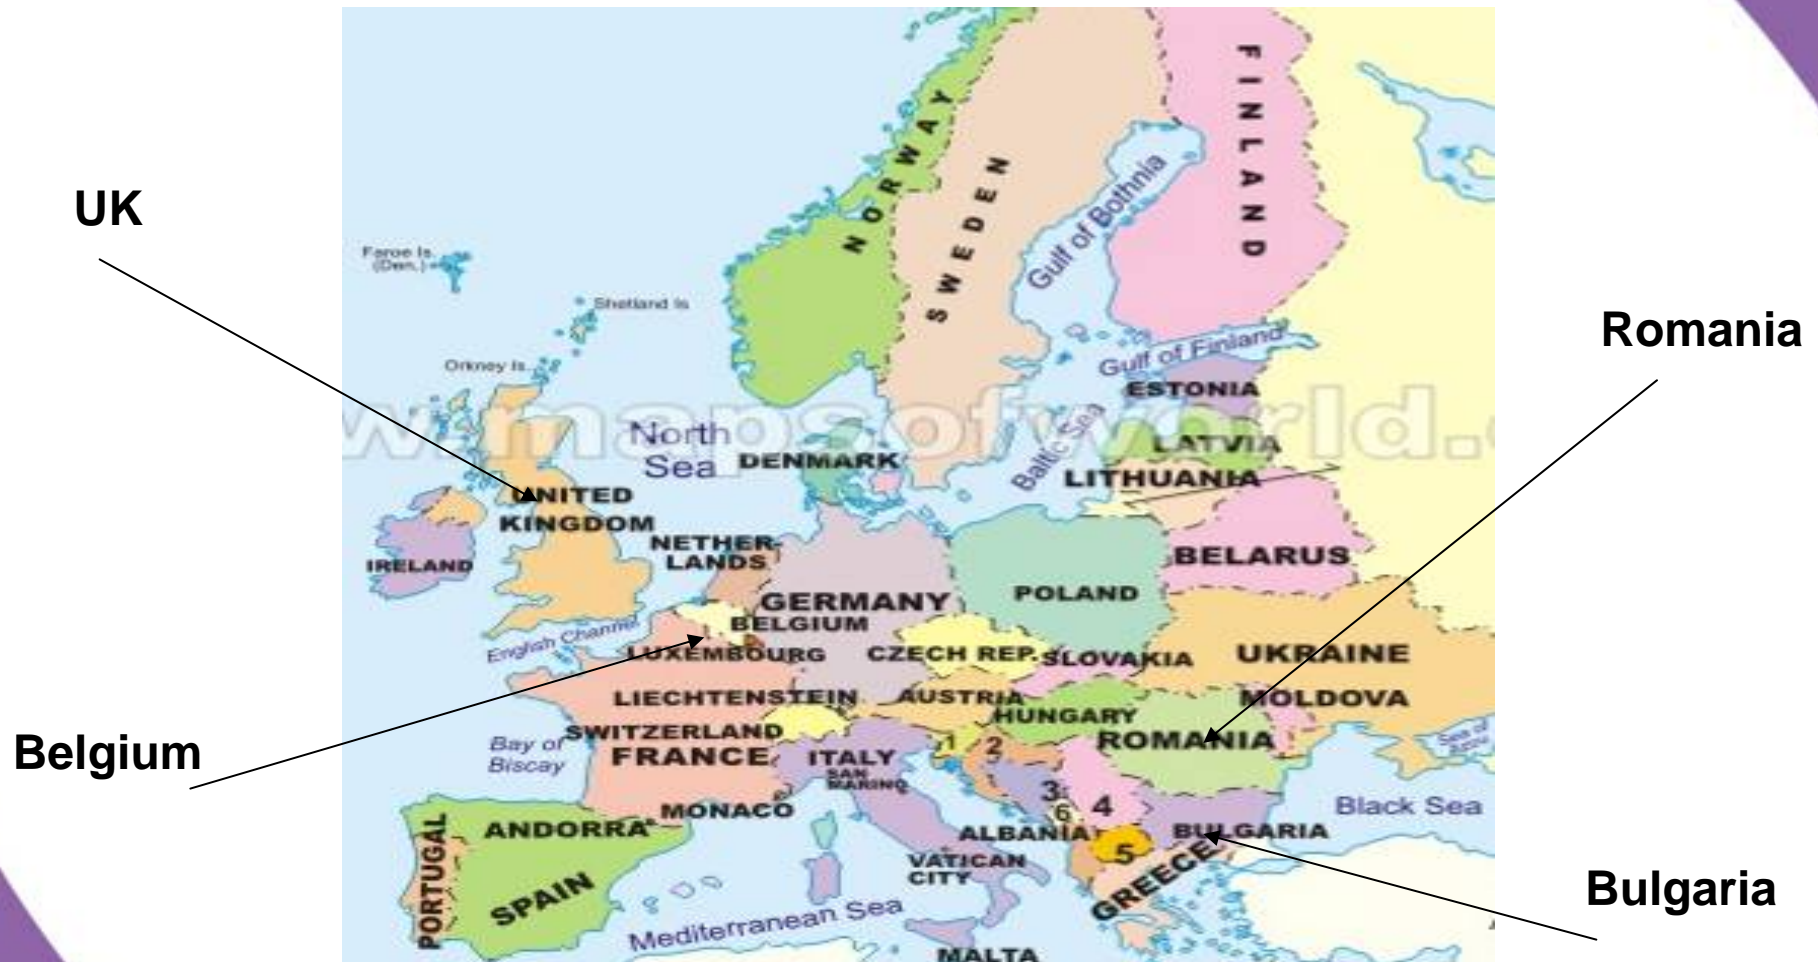 UK
Romania
Belgium
Bulgaria
NORWAY
SWEDEN
FINLAND
Gulf of Bothnia
Faroe Is.
(Den.)
Shetland Is
Orkney Is.
Gulf of Finland
ESTONIA
w.mapsofworld.
North
Sea
DENMARK
Baltic Sea
LATVIA
LITHUANIA
UNITED
KINGDOM
IRELAND
NETHER-
LANDS
BELARUS
POLAND
GERMANY
BELGIUM
English Channel
LUXEMBOURG
CZECH REP.
SLOVAKIA
UKRAINE
LIECHTENSTEIN
AUSTRIA
MOLDOVA
HUNGARY
SWITZERLAND
ROMANIA
Bay of
Biscay
FRANCE
ITALY
1
2
Sea of
Azov
SAN
MARINO
3
4
6
MONACO
Black Sea
ANDORRA
ALBANIA
BULGARIA
5
PORTUGAL
SPAIN
VATICAN
CITY
GREECE
Mediterranean Sea
MALTA